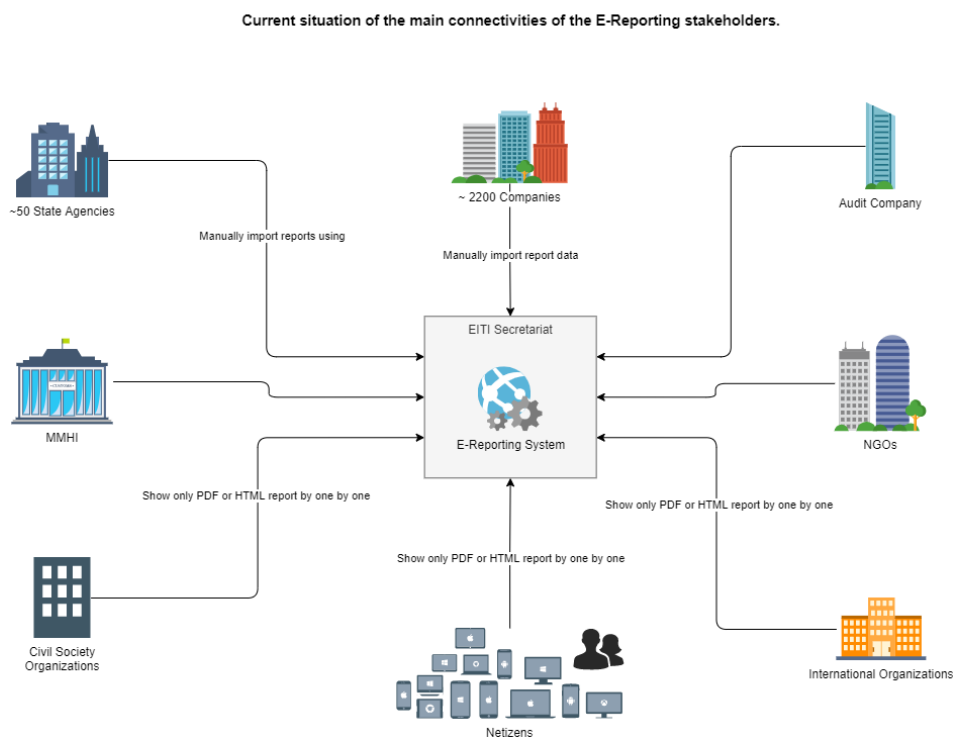 Current situation of the main connectivities of the E-Reporting stakeholders.
~50 State Agencies
~ 2200 Companies
Audit Company
Manually import reports using
Manually import report data
EITI Secretariat
E-Reporting System
MMHI
NGOs
Show only PDF or HTML report by one by one
Show only PDF or HTML report by one by one
Show only PDF or HTML report by one by one
Civil Society
Organizations
International Organizations
Netizens